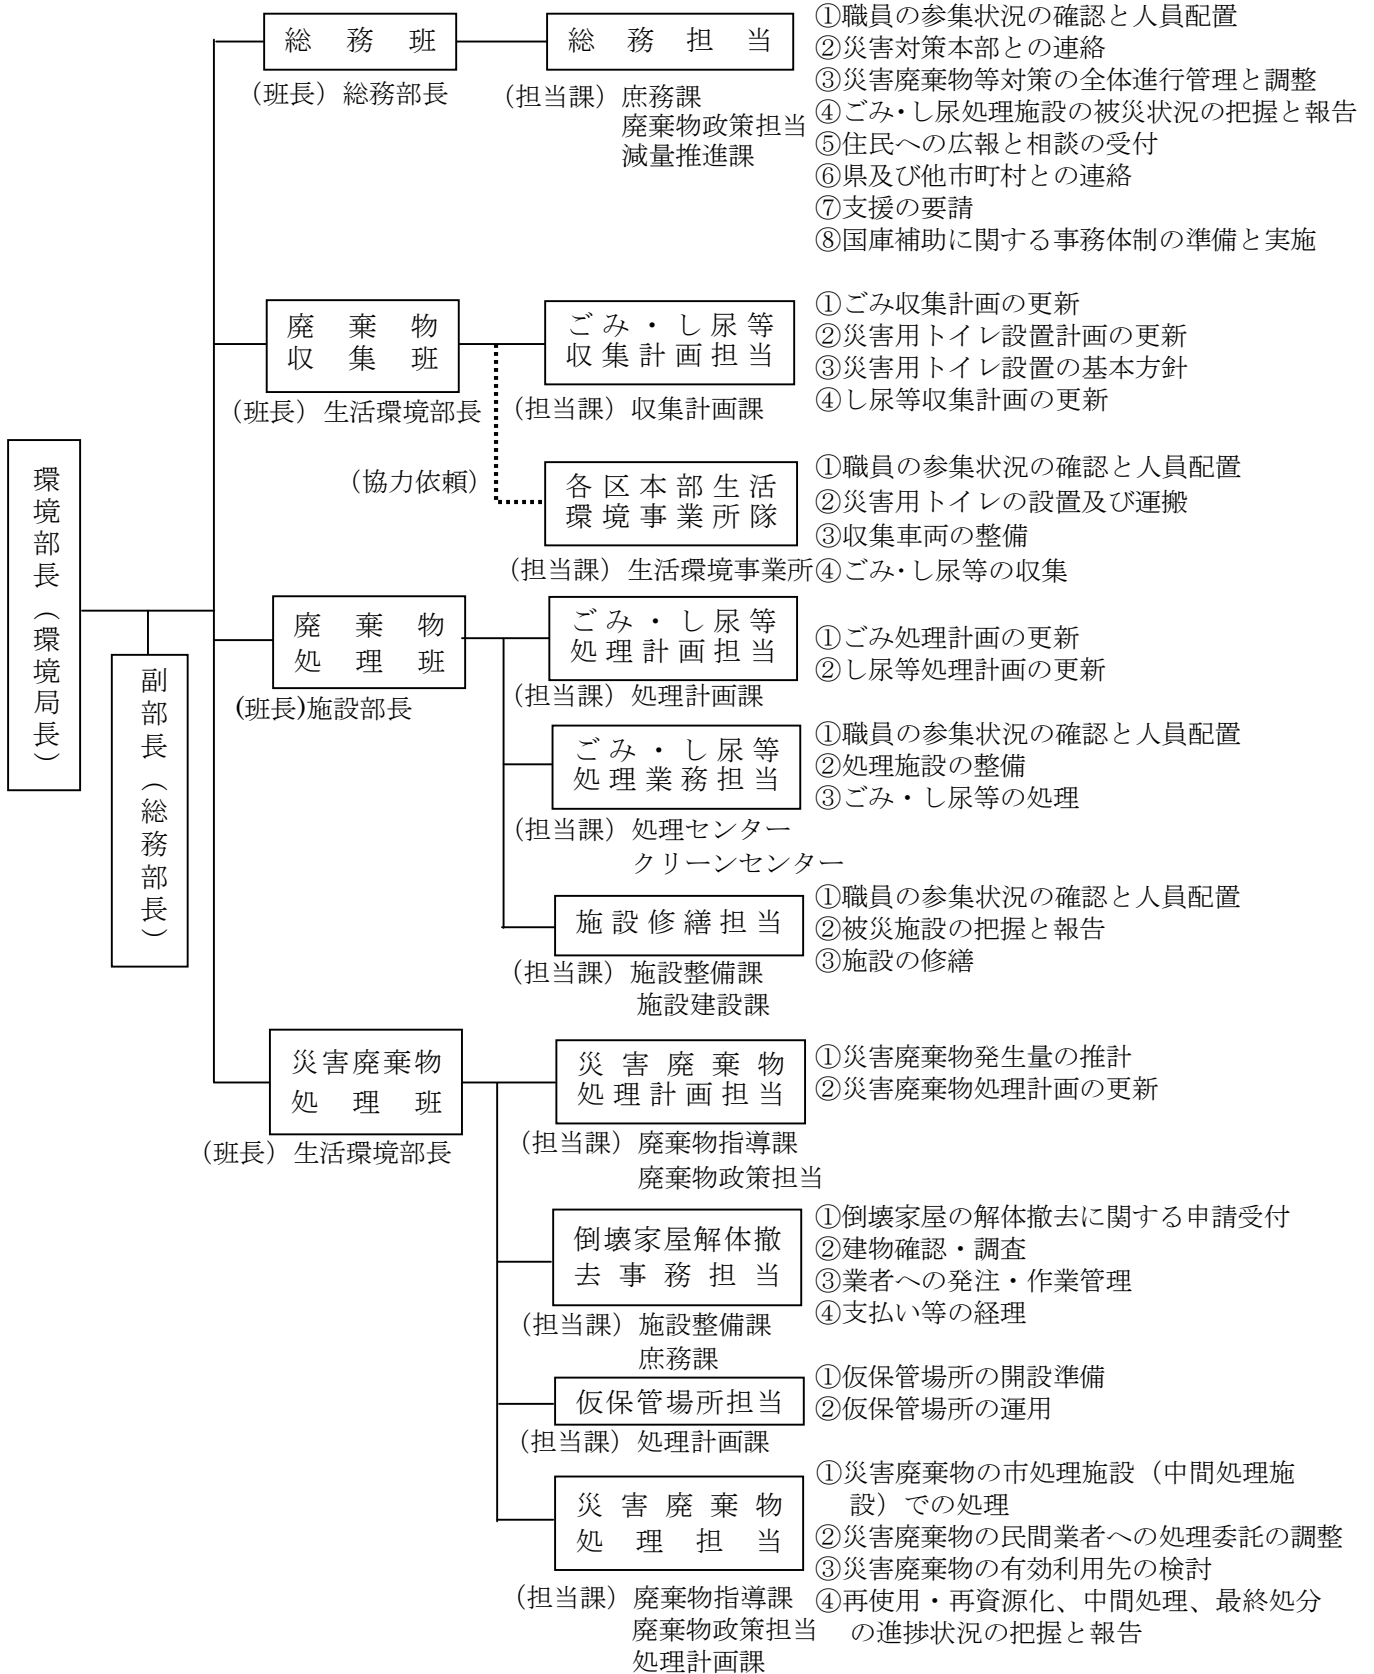 環境部長（環境局長）
副部長（総務部長）
総務班
（班長）総務部長
総務担当
（担当課）庶務課
廃棄物政策担当
減量推進課
①職員の参集状況の確認と人員配置
②災害対策本部との連絡
③災害廃棄物等対策の全体進行管理と調整
④ごみ・し尿処理施設の被災状況の把握と報告
⑤住民への広報と相談の受付
⑥県及び他市町村との連絡
⑦支援の要請
⑧国庫補助に関する事務体制の準備と実施
廃棄物
収集班
（班長）生活環境部長
ごみ・し尿等
収集計画担当
（担当課）収集計画課
①ごみ収集計画の更新
②災害用トイレ設置計画の更新
③災害用トイレ設置の基本方針
④し尿等収集計画の更新
（協力依頼）
各区本部生活
環境事業所隊
（担当課）生活環境事業所
①職員の参集状況の確認と人員配置
②災害用トイレの設置及び運搬
③収集車両の整備
④ごみ・し尿等の収集
廃棄物
処理班
(班長)施設部長
ごみ・し尿等
処理計画担当
（担当課）処理計画課
①ごみ処理計画の更新
②し尿等処理計画の更新
ごみ・し尿等
処理業務担当
（担当課）処理センター
クリーンセンター
①職員の参集状況の確認と人員配置
②処理施設の整備
③ごみ・し尿等の処理
施設修繕担当
（担当課）施設整備課
施設建設課
①職員の参集状況の確認と人員配置
②被災施設の把握と報告
③施設の修繕
災害廃棄物
処理班
（班長）生活環境部長
災害廃棄物
処理計画担当
（担当課）廃棄物指導課
廃棄物政策担当
①災害廃棄物発生量の推計
②災害廃棄物処理計画の更新
倒壊家屋解体撤
去事務担当
（担当課）施設整備課
庶務課
①倒壊家屋の解体撤去に関する申請受付
②建物確認・調査
③業者への発注・作業管理
④支払い等の経理
仮保管場所担当
（担当課）処理計画課
①仮保管場所の開設準備
②仮保管場所の運用
災害廃棄物
処理担当
（担当課）廃棄物指導課
廃棄物政策担当
処理計画課
①災害廃棄物の市処理施設（中間処理施
設）での処理
②災害廃棄物の民間業者への処理委託の調整
③災害廃棄物の有効利用先の検討
④再使用・再資源化、中間処理、最終処分
の進捗状況の把握と報告